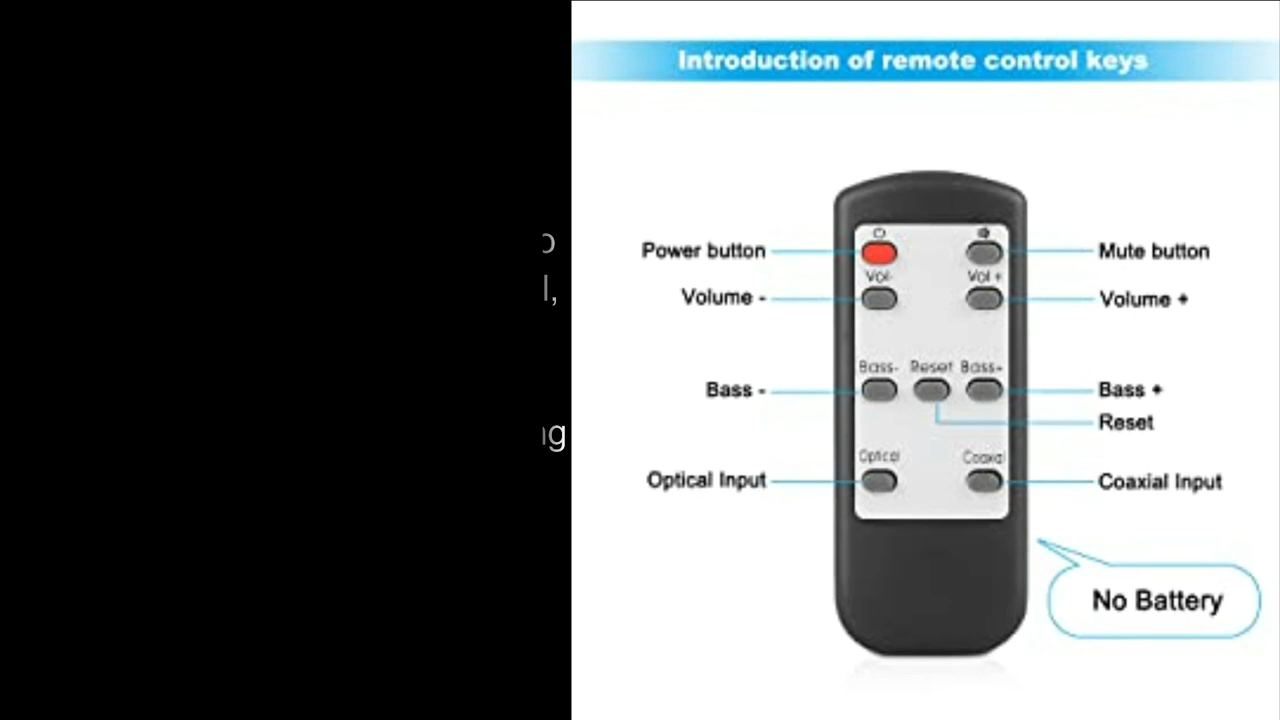 Introduction of remote control keys
Power button
Mute button
Vol-
Vol +
Volume -
Volume +
Bass-
Reset
Bass+
Bass -
Bass +
Reset
Optical
Coaxial
Optical Input
Coaxial Input
No Battery